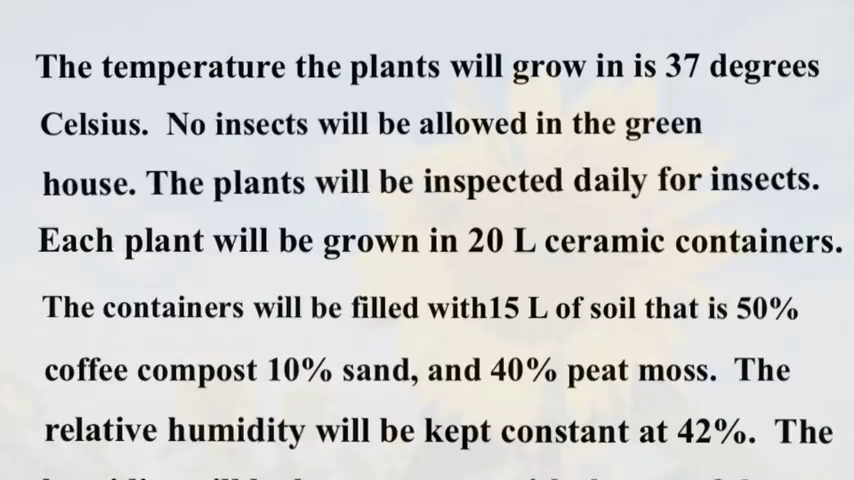 The temperature the plants will grow in is 37 degrees
Celsius.  No insects will be allowed in the green
house. The plants will be inspected daily for insects.
Each plant will be grown in 20 L ceramic containers.
The containers will be filled with15 L of soil that is 50%
coffee compost 10% sand, and 40% peat moss.  The
relative humidity will be kept constant at 42%.  The